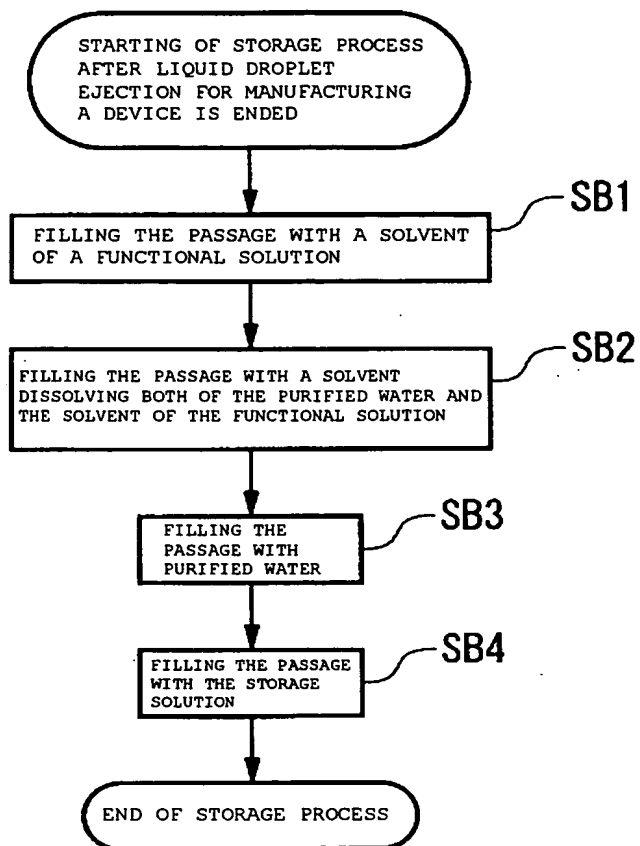 STARTING OF STORAGE PROCESS
AFTER LIQUID DROPLET
EJECTION FOR MANUFACTURING
A DEVICE IS ENDED
SB1
FILLING THE PASSAGE WITH A SOLVENT
OF A FUNCTIONAL SOLUTION
SB2
FILLING THE PASSAGE WITH A SOLVENT
DISSOLVING BOTH OF THE PURIFIED WATER AND
THE SOLVENT OF THE FUNCTIONAL SOLUTION
SB3
FILLING THE
PASSAGE WITH
PURIFIED WATER
SB4
FILLING THE PASSAGE
WITH THE STORAGE
SOLUTION
END OF STORAGE PROCESS